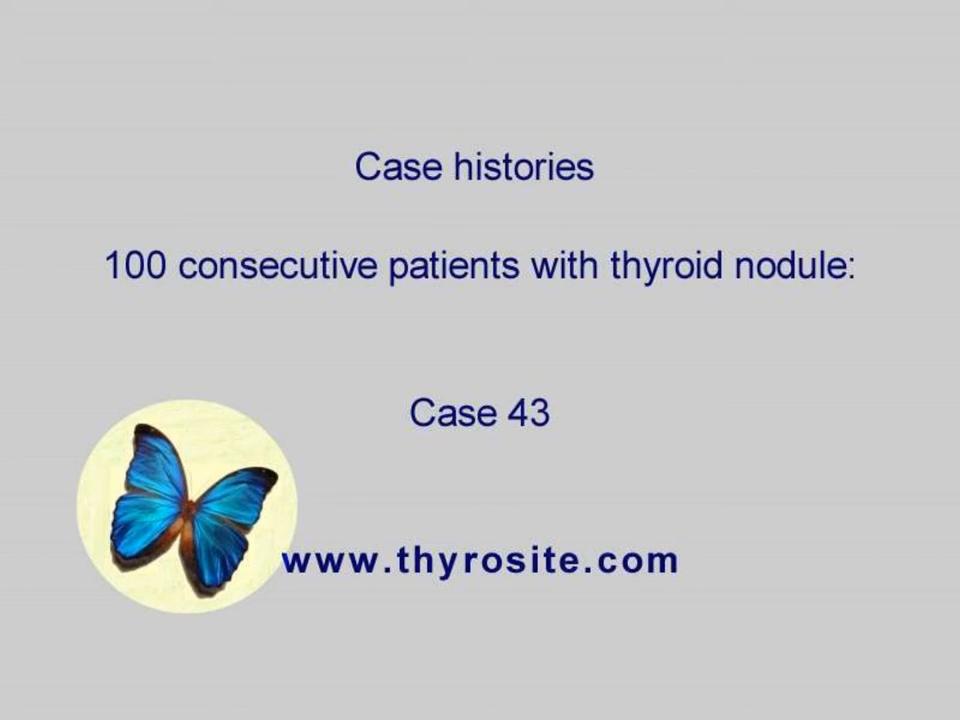 Case histories
100 consecutive patients with thyroid nodule:
Case 43
www.thyrosite.com